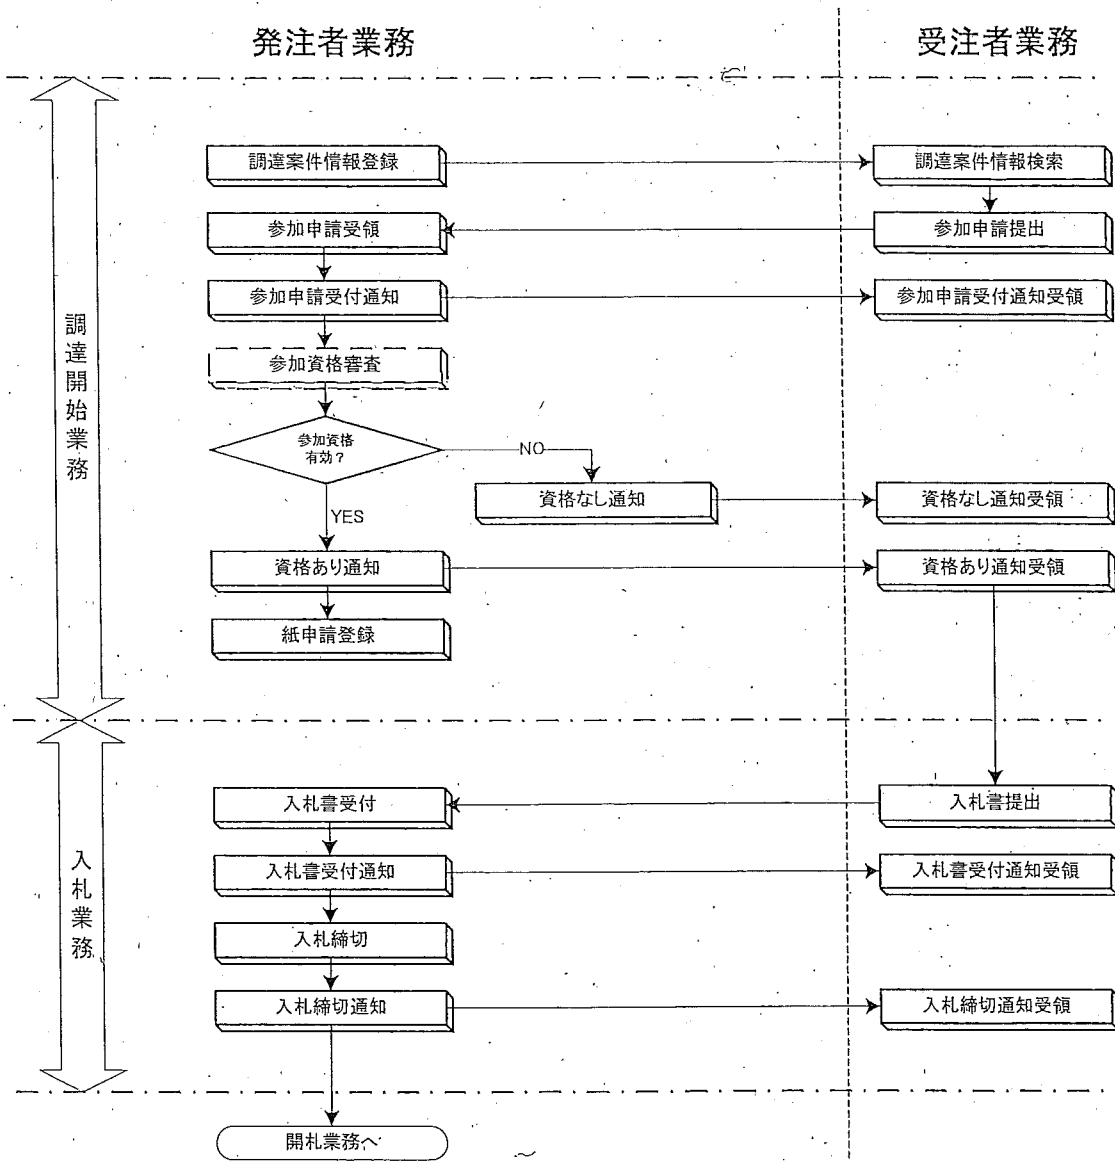 発注者業務
受注者業務
調達開始業務
調達案件情報登録
調達案件情報検索
参加申請受領
参加申請提出
参加申請受付通知
参加申請受付通知受領
参加資格審査
参加資格
有効？
NO
資格なし通知
資格なし通知受領
YES
資格あり通知
資格あり通知受領
紙申請登録
入札業務
入札書受付
入札書提出
入札書受付通知
入札書受付通知受領
入札締切
入札締切通知
入札締切通知受領
開札業務へ